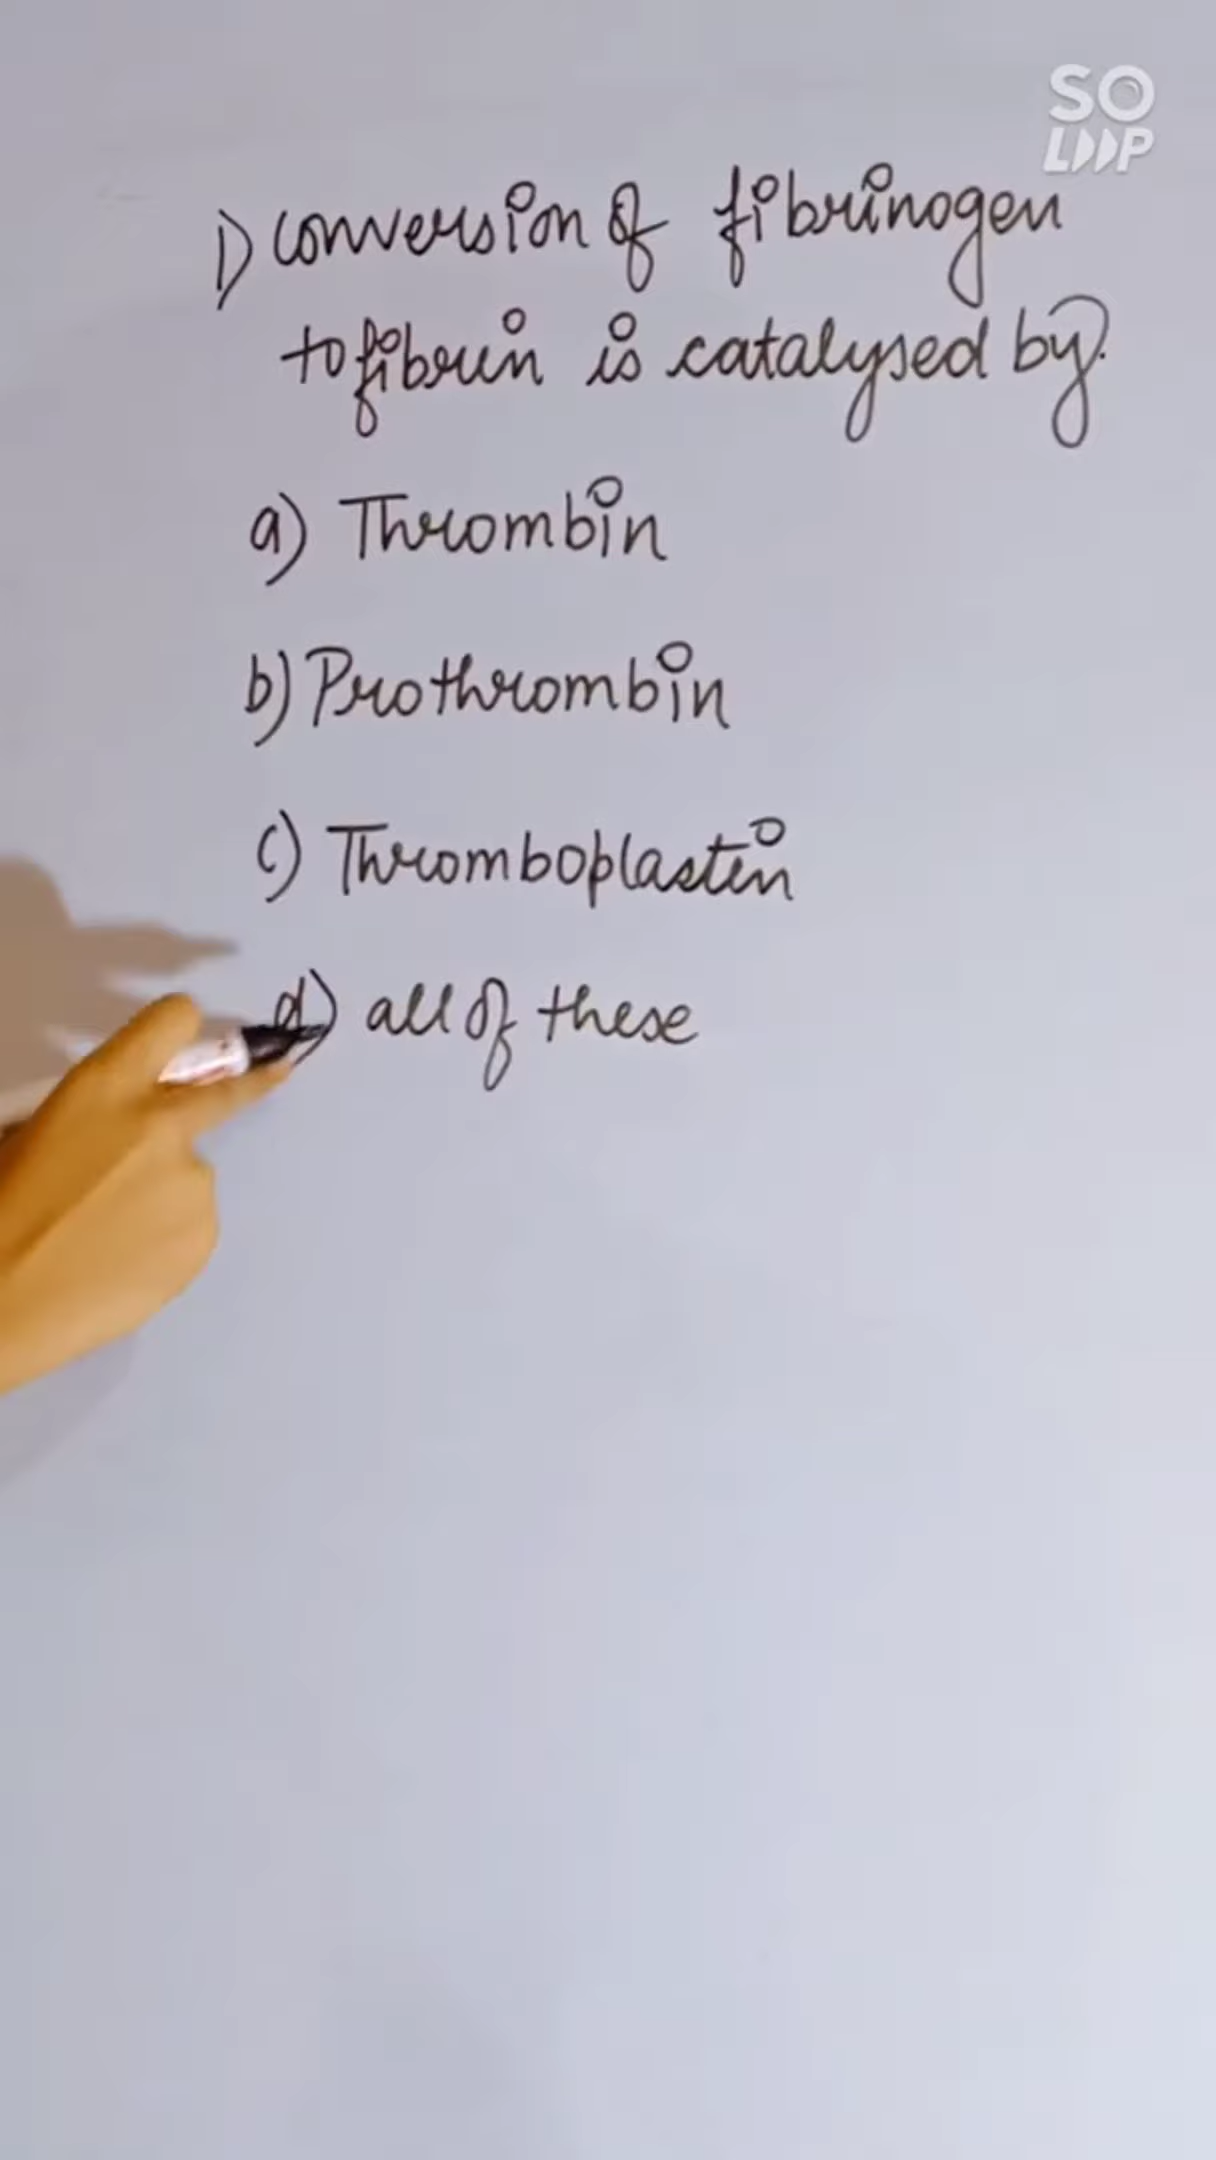 SO
LOOP
1) conversion of fibrinogen
to fibrin is catalysed by.
a) Thrombin
b) Prothrombin
c) Thromboplastin
d) all of these